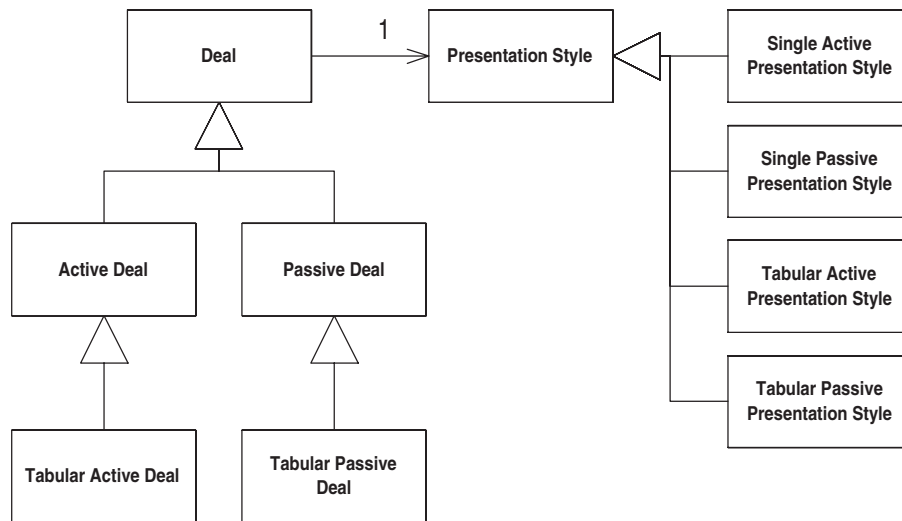 1
Deal
Presentation Style
Single Active
Presentation Style
Single Passive
Presentation Style
Active Deal
Passive Deal
Tabular Active
Presentation Style
Tabular Passive
Presentation Style
Tabular Active Deal
Tabular Passive
Deal